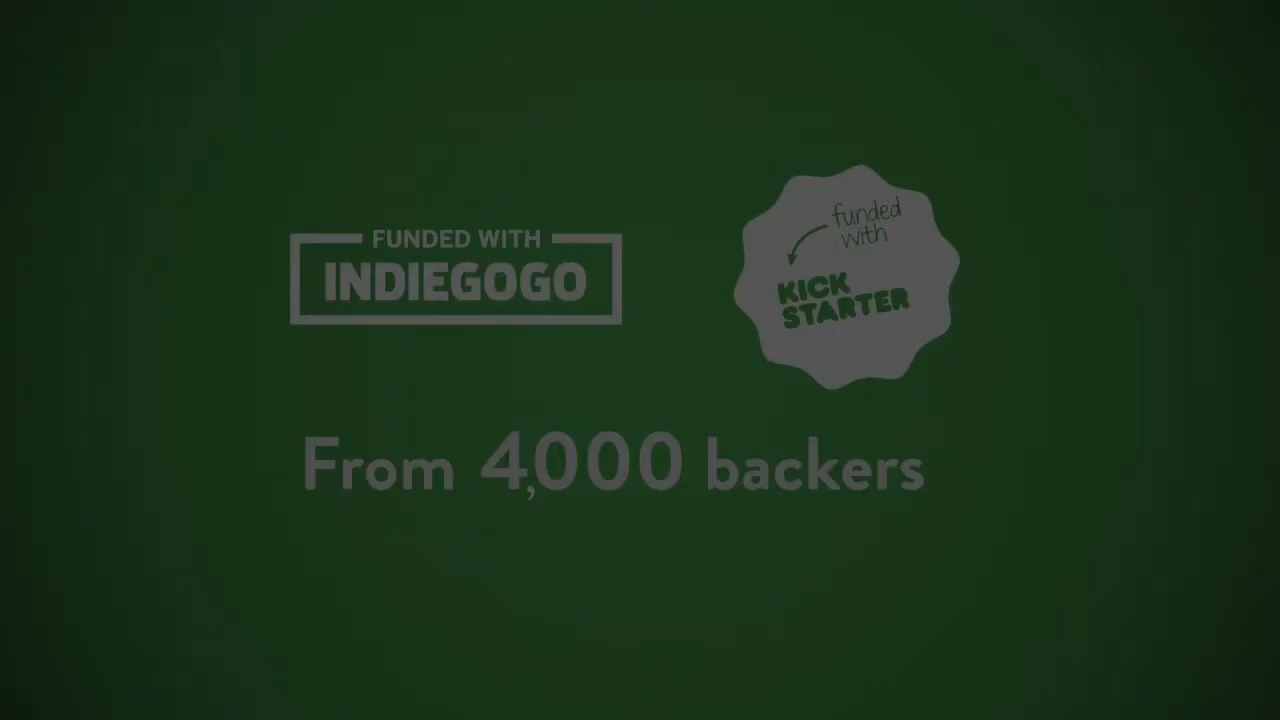 FUNDED WITH
INDIEGOGO
funded
with
KICK
STARTER
From 4,000 backers